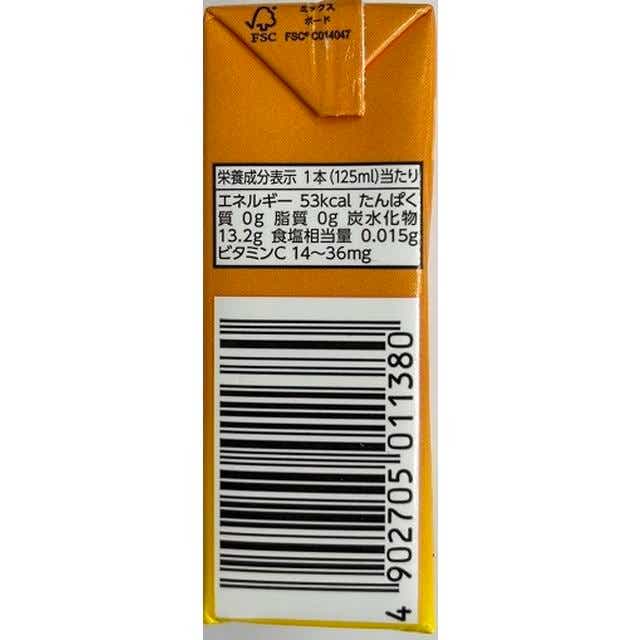 ミックス
ボード
FSC
FSC® C014047
栄養成分表示 1本(125ml)当たり
エネルギー 53kcal たんぱく
質 0g 脂質 0g 炭水化物
13.2g 食塩相当量 0.015g
ビタミンC 14〜36mg
4 902705 011380